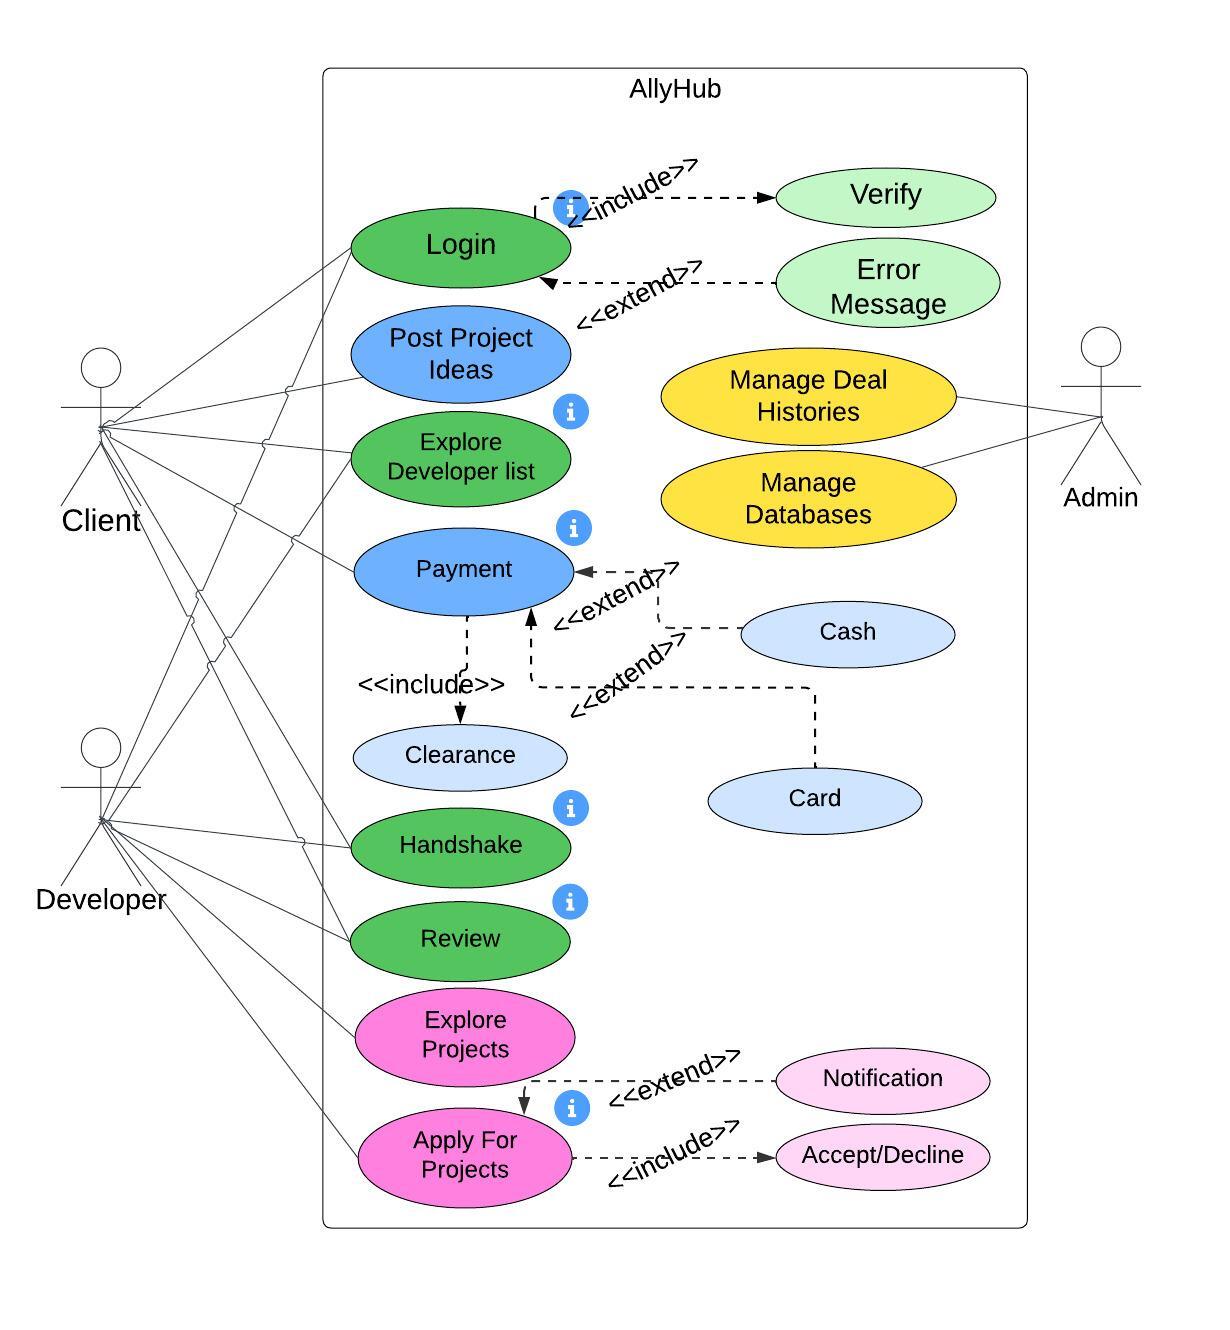 AllyHub
<<include>>
Verify
Login
<<extend>>
Error
Message
Post Project
Ideas
Manage Deal
Histories
Explore
Developer list
Manage
Databases
Client
Admin
Payment
<<extend>>
Cash
<<extend>>
<<include>>
Clearance
Card
Handshake
Developer
Review
Explore
Projects
<<extend>>
Notification
Apply For
Projects
<<include>>
Accept/Decline